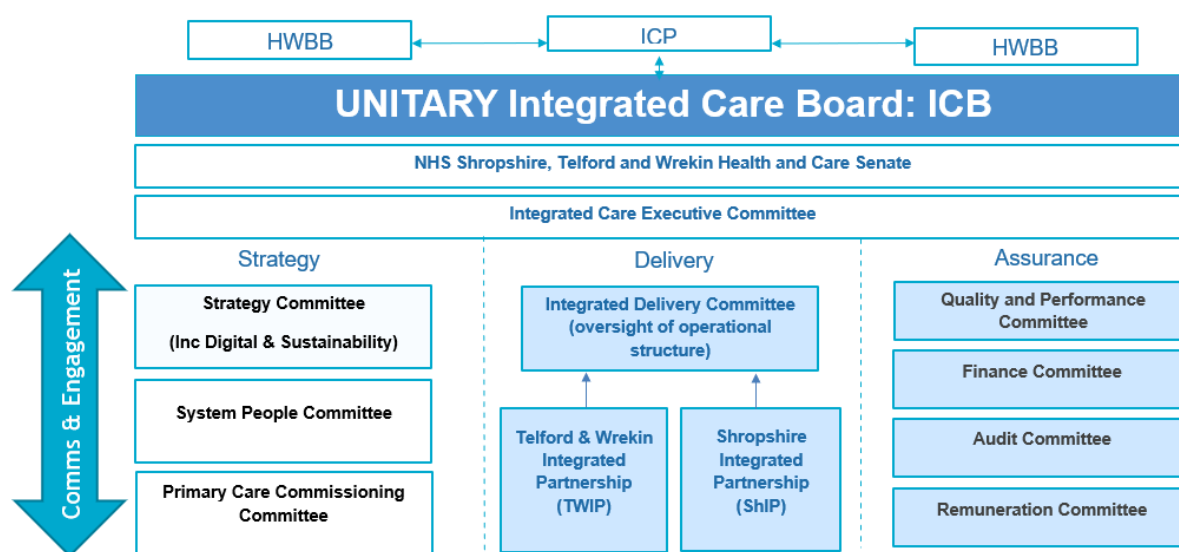 HWBB
ICP
HWBB
UNITARY Integrated Care Board: ICB
NHS Shropshire, Telford and Wrekin Health and Care Senate
Integrated Care Executive Committee
Comms & Engagement
Strategy
Strategy Committee
(Inc Digital & Sustainability)
System People Committee
Primary Care Commissioning
Committee
Delivery
Integrated Delivery Committee
(oversight of operational
structure)
Telford & Wrekin
Integrated
Partnership
(TWIP)
Shropshire
Integrated
Partnership
(ShIP)
Assurance
Quality and Performance
Committee
Finance Committee
Audit Committee
Remuneration Committee